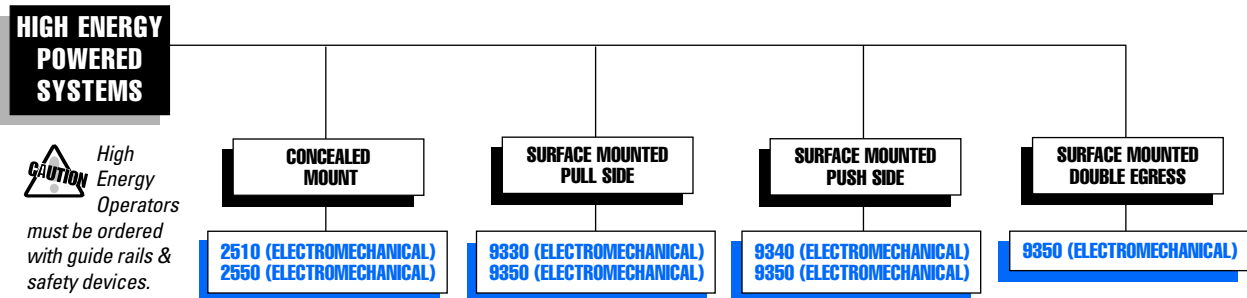 HIGH ENERGY
POWERED
SYSTEMS
CAUTION
High
Energy
Operators
must be ordered
with guide rails &
safety devices.
CONCEALED
MOUNT
2510 (ELECTROMECHANICAL)
2550 (ELECTROMECHANICAL)
SURFACE MOUNTED
PULL SIDE
9330 (ELECTROMECHANICAL)
9350 (ELECTROMECHANICAL)
SURFACE MOUNTED
PUSH SIDE
9340 (ELECTROMECHANICAL)
9350 (ELECTROMECHANICAL)
SURFACE MOUNTED
DOUBLE EGRESS
9350 (ELECTROMECHANICAL)